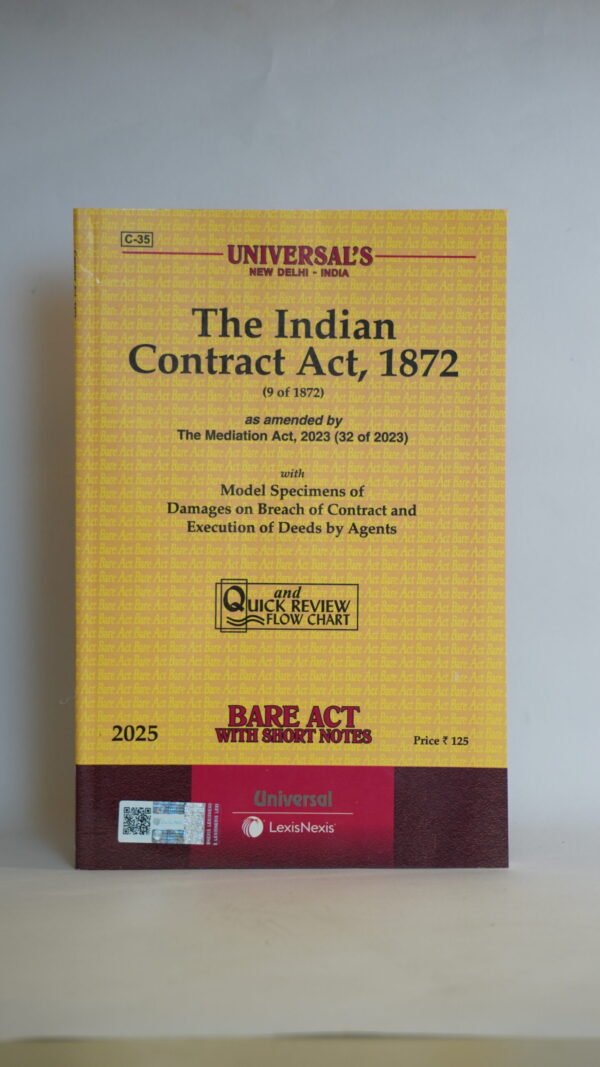 C-35
UNIVERSAL'S
NEW DELHI - INDIA
The Indian
Contract Act, 1872
(9 of 1872)
as amended by
The Mediation Act, 2023 (32 of 2023)
with
Model Specimens of
Damages on Breach of Contract and
Execution of Deeds by Agents
and
QUICK REVIEW
FLOW CHART
2025
BARE ACT
WITH SHORT NOTES
Price ₹ 125
Universal
LexisNexis